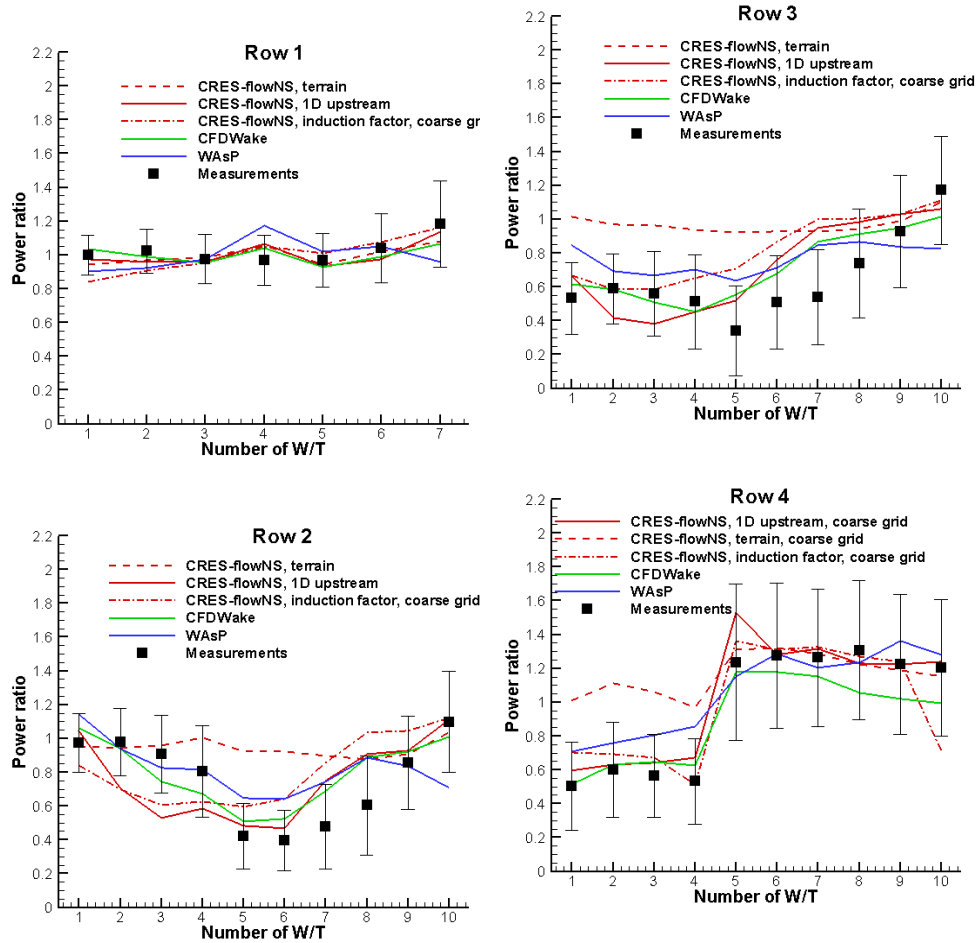 Row 1
CRES-flowNS, terrain
CRES-flowNS, 1D upstream
CRES-flowNS, induction factor, coarse gr
CFDWake
WAsP
Measurements
Power ratio
2.2
2
1.8
1.6
1.4
1.2
1
0.8
0.6
0.4
0.2
0
1 2 3 4 5 6 7
Number of W/T
Row 3
CRES-flowNS, terrain
CRES-flowNS, 1D upstream
CRES-flowNS, induction factor, coarse grid
CFDWake
WAsP
Measurements
Power ratio
2.2
2
1.8
1.6
1.4
1.2
1
0.8
0.6
0.4
0.2
0
1 2 3 4 5 6 7 8 9 10
Number of W/T
Row 2
CRES-flowNS, terrain
CRES-flowNS, 1D upstream
CRES-flowNS, induction factor, coarse grid
CFDWake
WAsP
Measurements
Power ratio
2.2
2
1.8
1.6
1.4
1.2
1
0.8
0.6
0.4
0.2
0
1 2 3 4 5 6 7 8 9 10
Number of W/T
Row 4
CRES-flowNS, 1D upstream, coarse grid
CRES-flowNS, terrain, coarse grid
CRES-flowNS, induction factor, coarse grid
CFDWake
WAsP
Measurements
Power ratio
2.2
2
1.8
1.6
1.4
1.2
1
0.8
0.6
0.4
0.2
0
1 2 3 4 5 6 7 8 9 10
Number of W/T